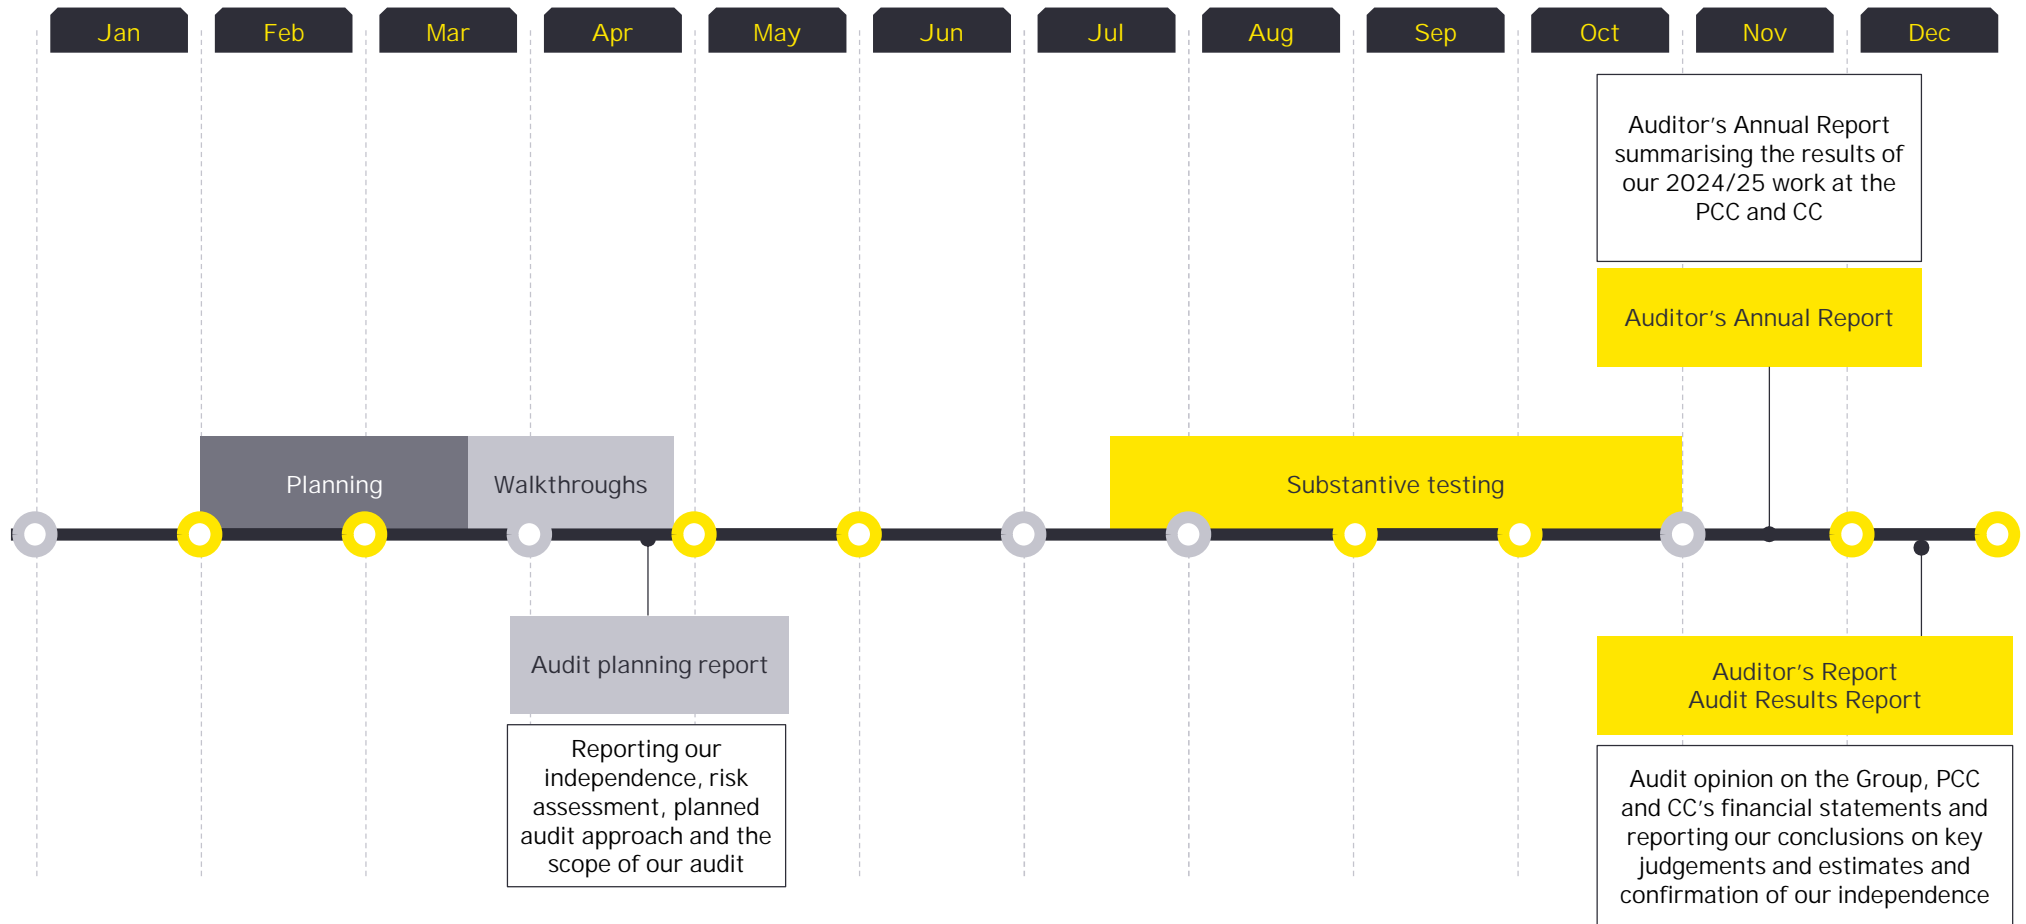 Jan Feb Mar Apr May Jun Jul Aug Sep Oct Nov Dec
Auditor's Annual Report
summarising the results of
our 2024/25 work at the
PCC and CC
Auditor's Annual Report
Planning
Walkthroughs
Substantive testing
Audit planning report
Reporting our
independence, risk
assessment, planned
audit approach and the
scope of our audit
Auditor's Report
Audit Results Report
Audit opinion on the Group, PCC
and CC's financial statements and
reporting our conclusions on key
judgements and estimates and
confirmation of our independence